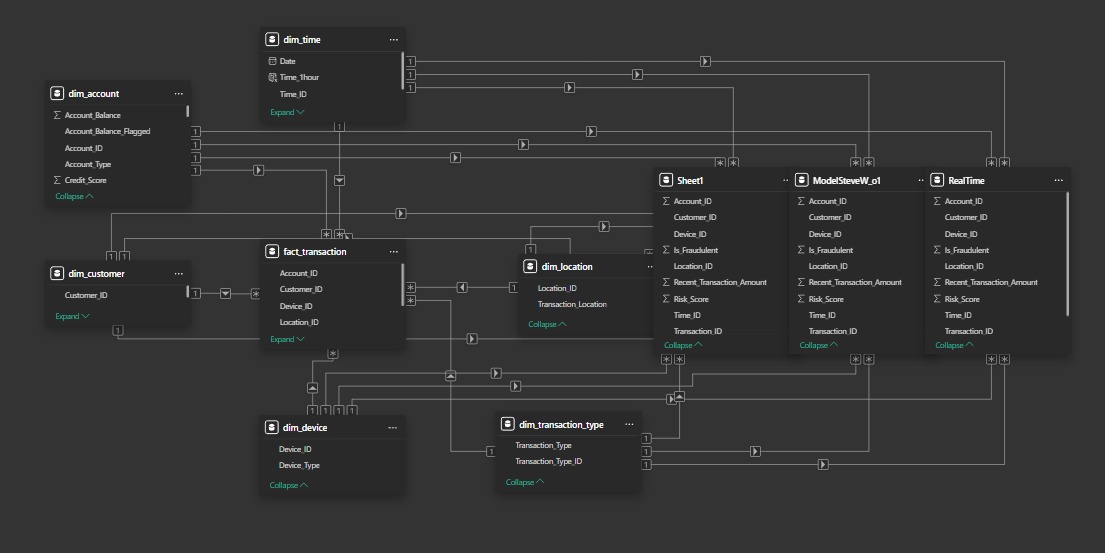 dim_time
Date
Time_1hour
Time_ID
Expand
dim_account
Account_Balance
Account_Balance_Flagged
Account_ID
Account_Type
Credit_Score
Collapse
dim_customer
Customer_ID
Expand
fact_transaction
Account_ID
Customer_ID
Device_ID
Location_ID
Expand
dim_location
Location_ID
Transaction_Location
Collapse
Sheet1
Account_ID
Customer_ID
Device_ID
Is_Fraudulent
Location_ID
Recent_Transaction_Amount
Risk_Score
Time_ID
Transaction_ID
Collapse
ModelSteveW_o1
Account_ID
Customer_ID
Device_ID
Is_Fraudulent
Location_ID
Recent_Transaction_Amount
Risk_Score
Time_ID
Transaction_ID
Collapse
RealTime
Account_ID
Customer_ID
Device_ID
Is_Fraudulent
Location_ID
Recent_Transaction_Amount
Risk_Score
Time_ID
Transaction_ID
Collapse
dim_device
Device_ID
Device_Type
Collapse
dim_transaction_type
Transaction_Type
Transaction_Type_ID
Collapse